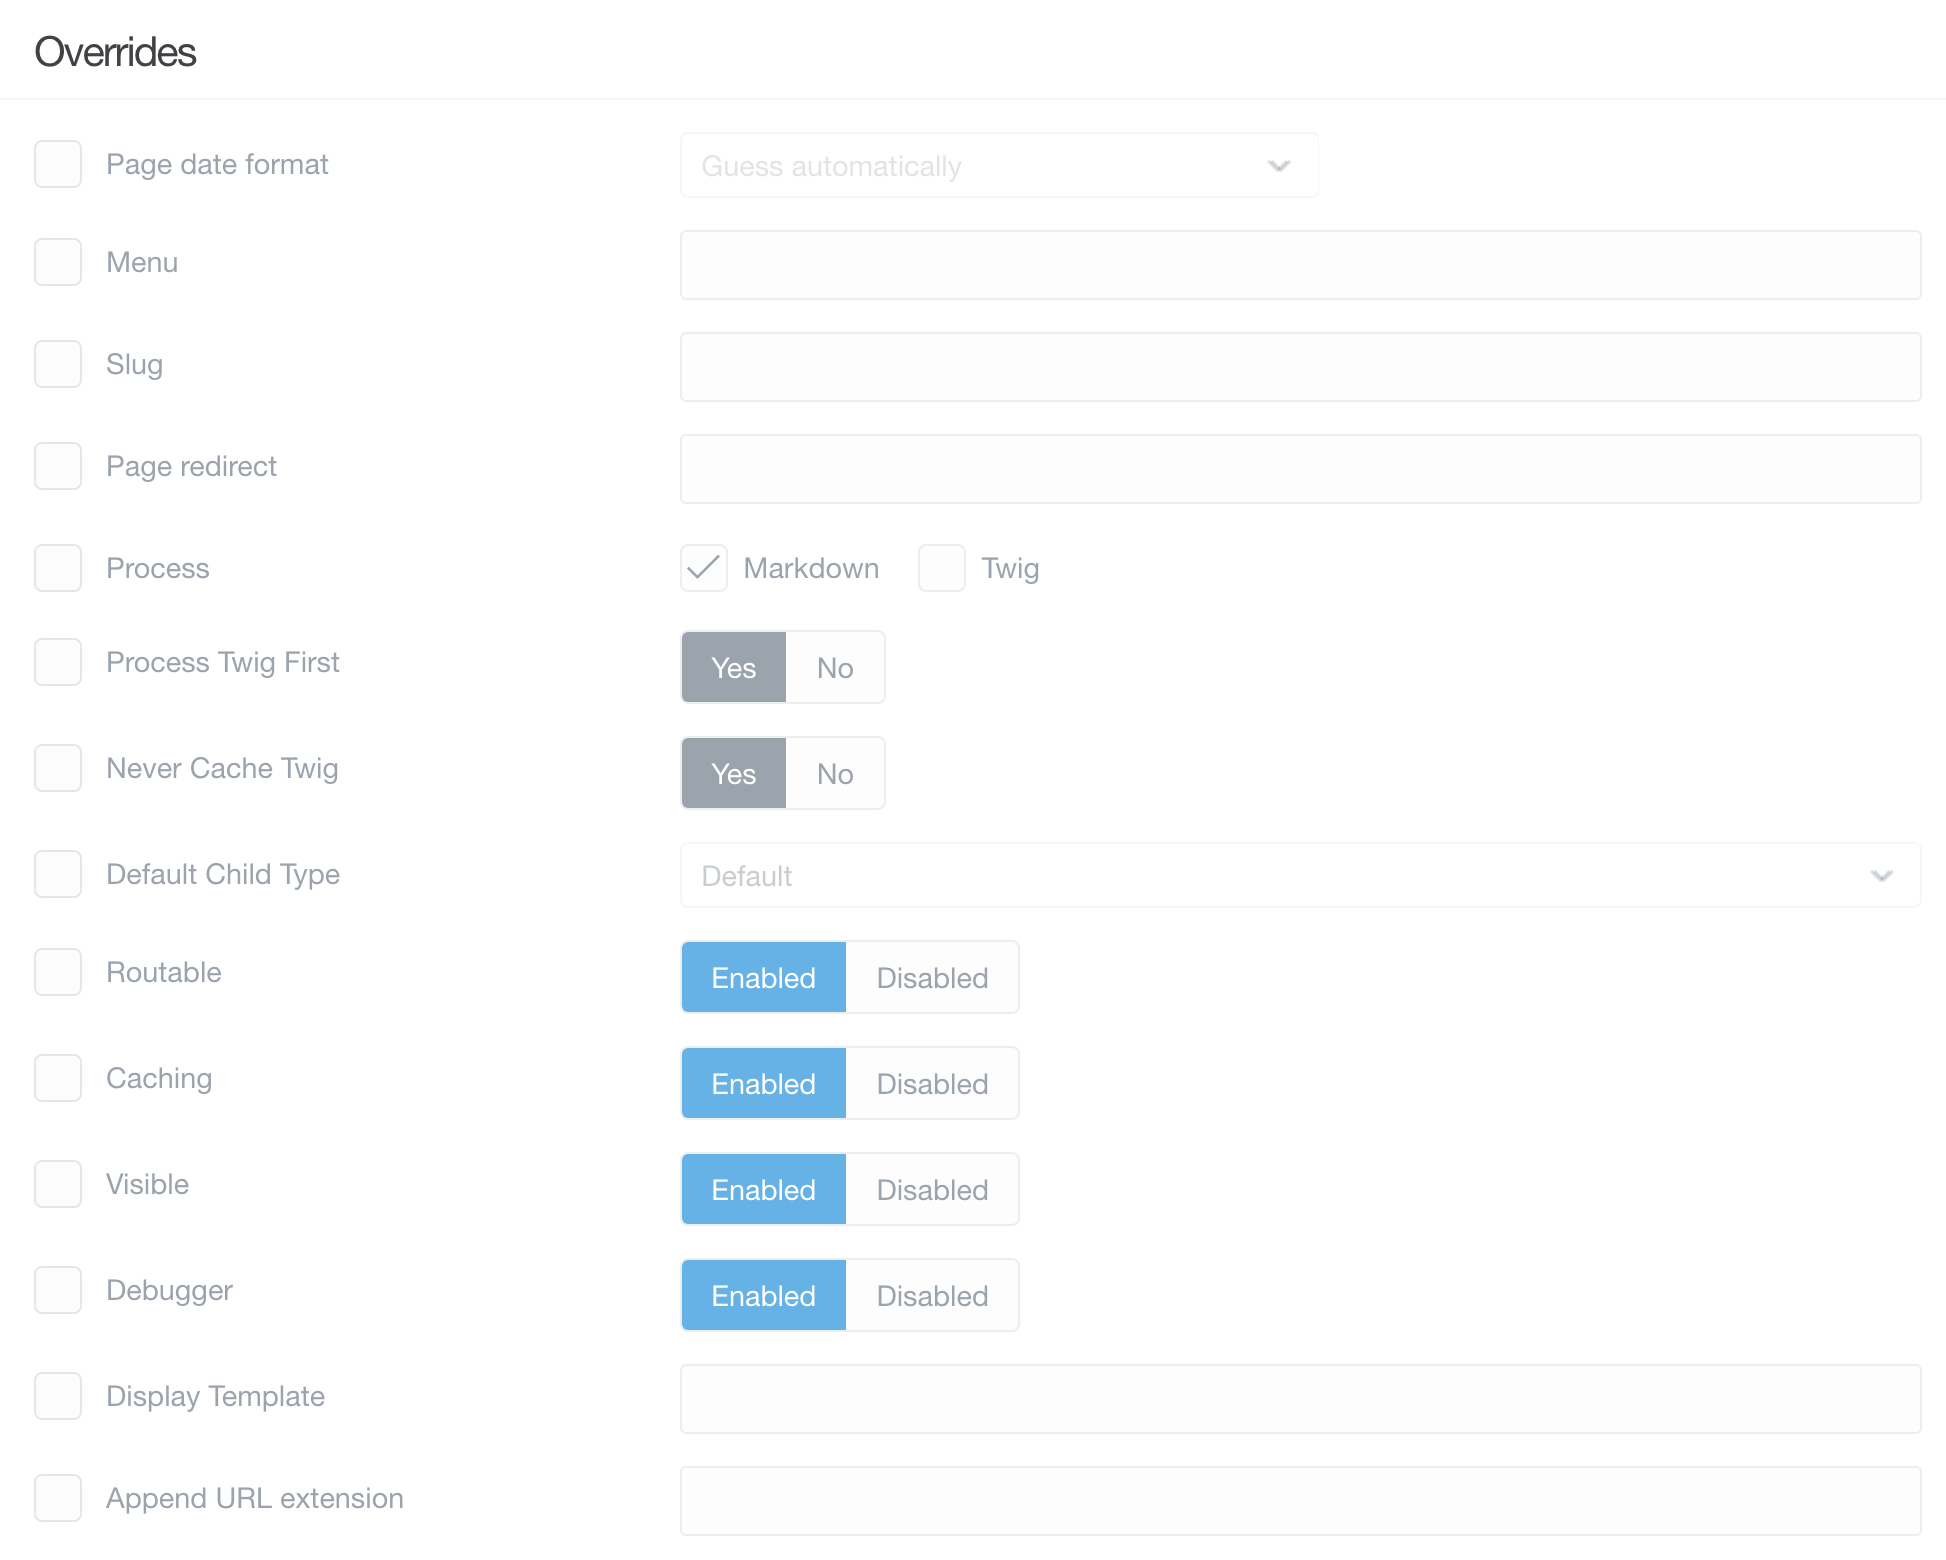 Overrides
Page date format Guess automatically
Menu
Slug
Page redirect
Process Markdown Twig
Process Twig First Yes No
Never Cache Twig Yes No
Default Child Type Default
Routable Enabled Disabled
Caching Enabled Disabled
Visible Enabled Disabled
Debugger Enabled Disabled
Display Template
Append URL extension